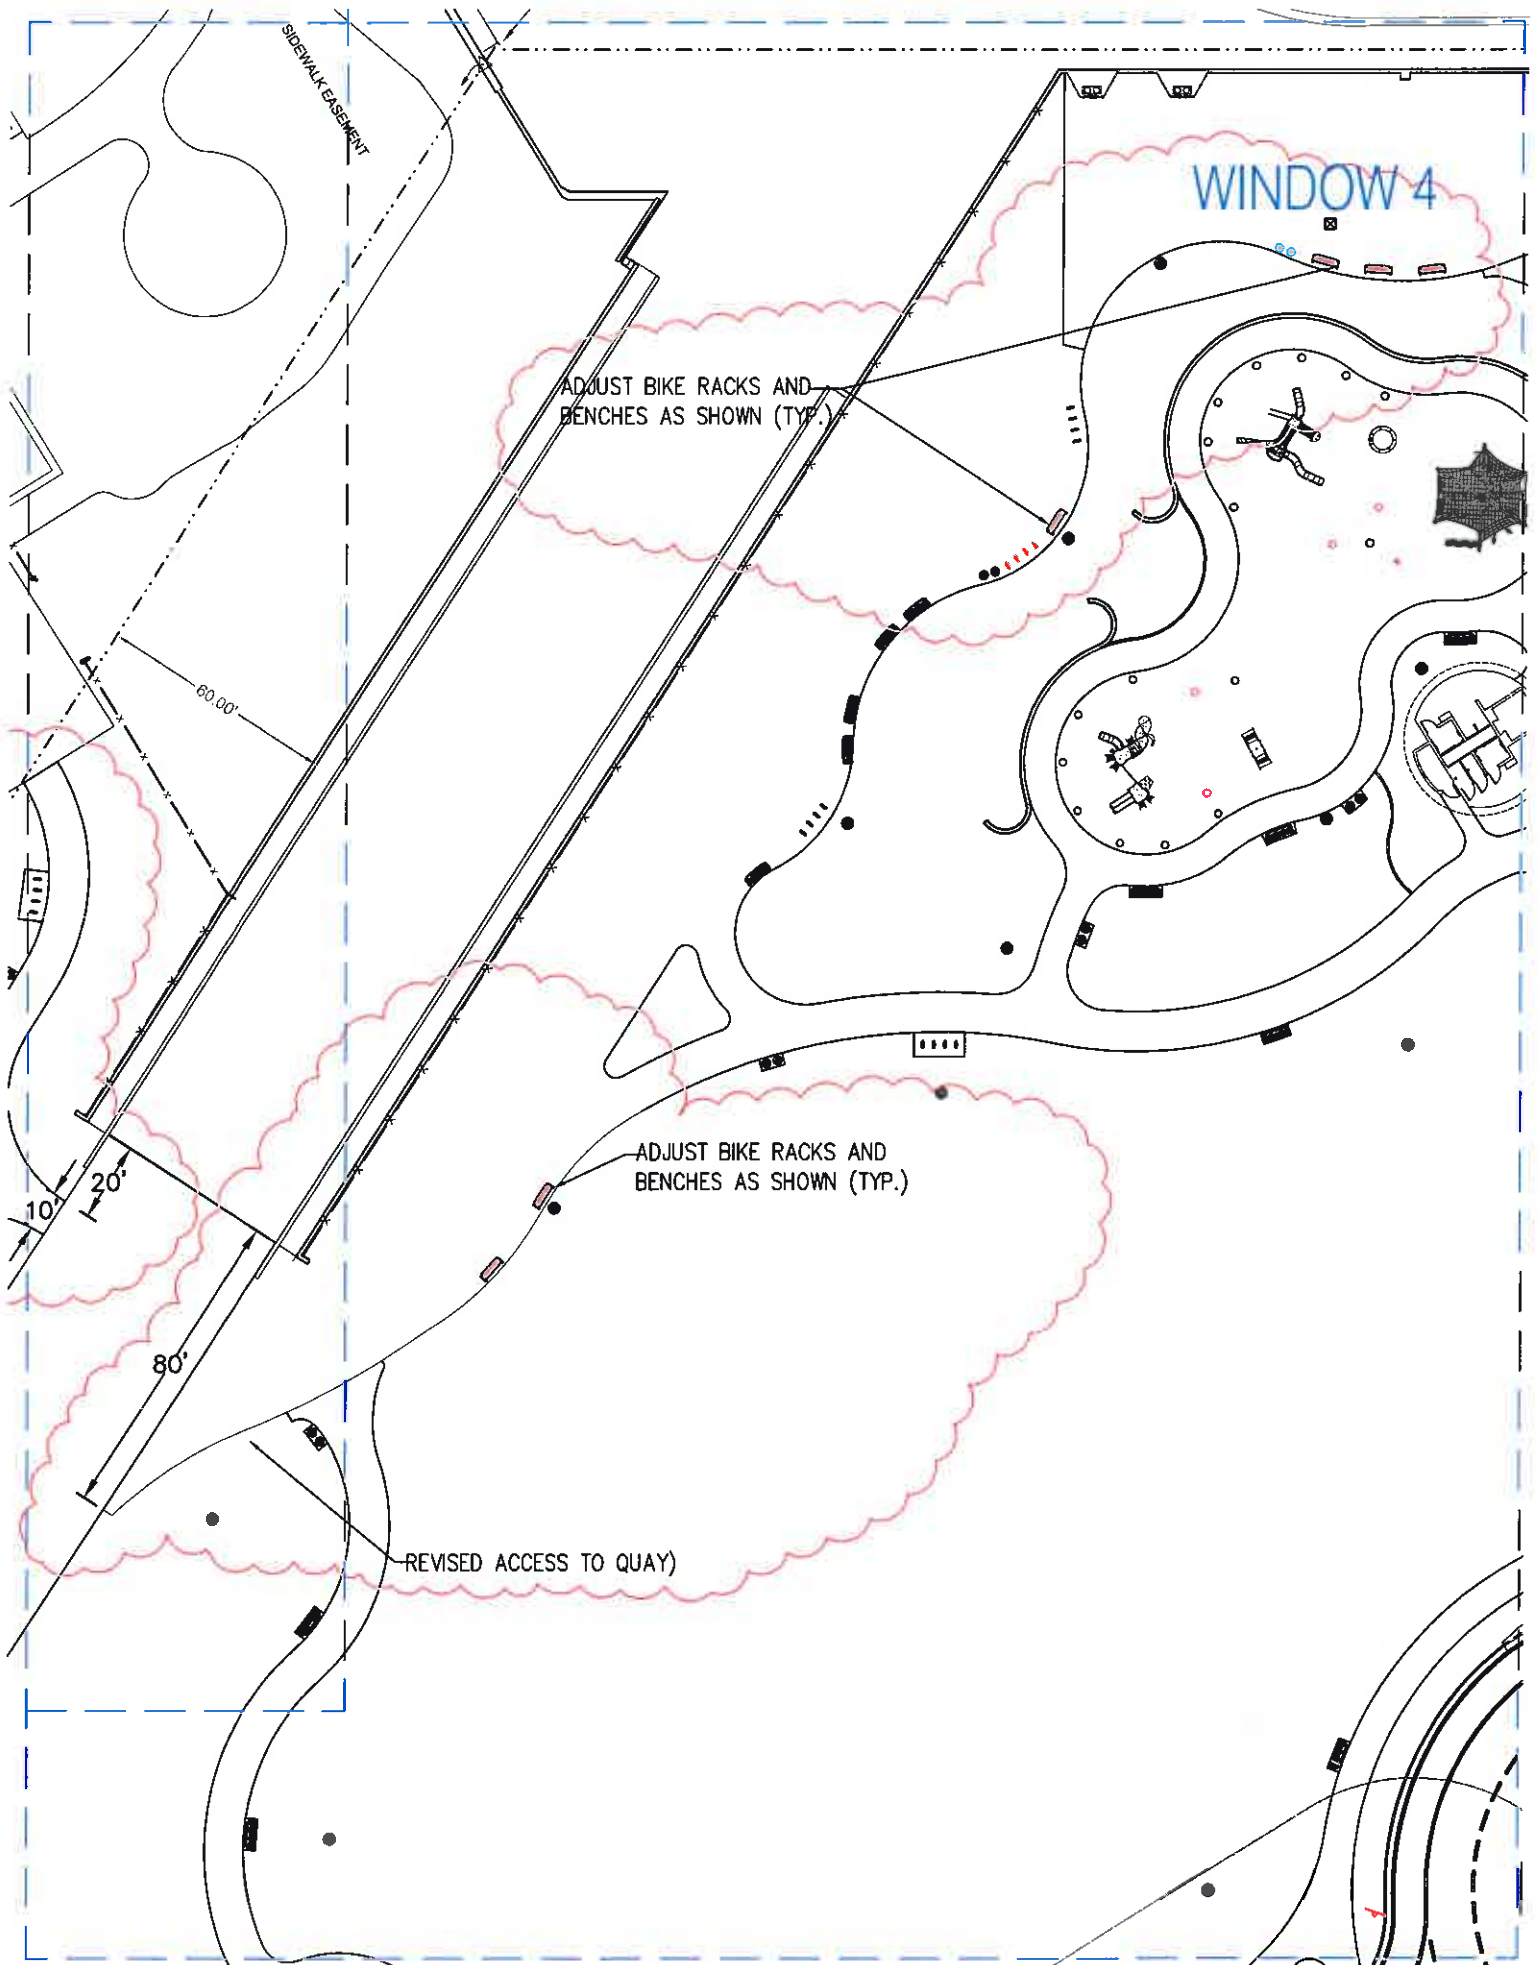 SIDEWALK EASEMENT
WINDOW 4
ADJUST BIKE RACKS AND
BENCHES AS SHOWN (TYP.)
60.00'
ADJUST BIKE RACKS AND
BENCHES AS SHOWN (TYP.)
20'
10'
80'
REVISED ACCESS TO QUAY)